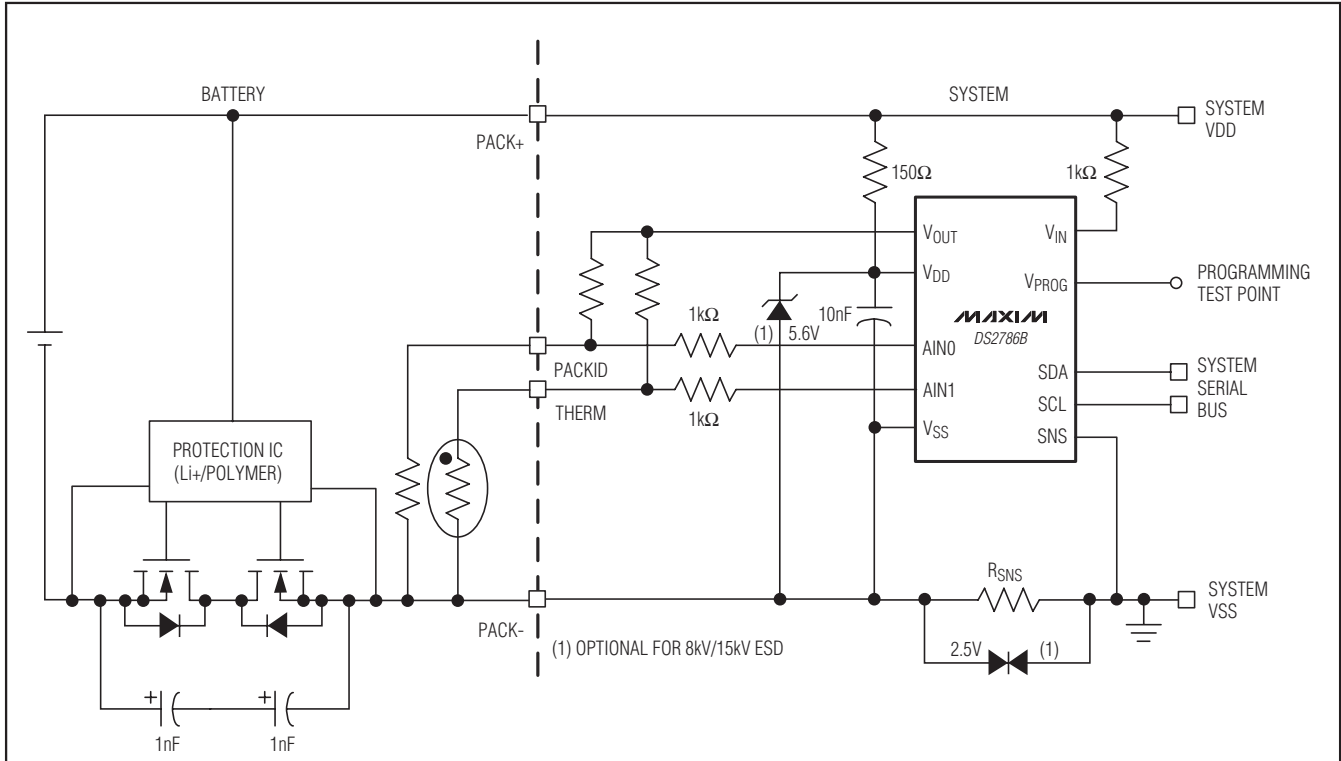 BATTERY
SYSTEM
PACK+
SYSTEM
VDD
150Ω
1kΩ
VOUT
VIN
VDD
VPROG
PROGRAMMING
TEST POINT
MAXIM
DS2786B
10nF
(1)
5.6V
1kΩ
AIN0
PACKID
SDA
SYSTEM
SERIAL
BUS
AIN1
THERM
1kΩ
SCL
VSS
SNS
PROTECTION IC
(Li+/POLYMER)
RSNS
SYSTEM
VSS
PACK-
(1) OPTIONAL FOR 8kV/15kV ESD
2.5V
(1)
+
+
1nF
1nF